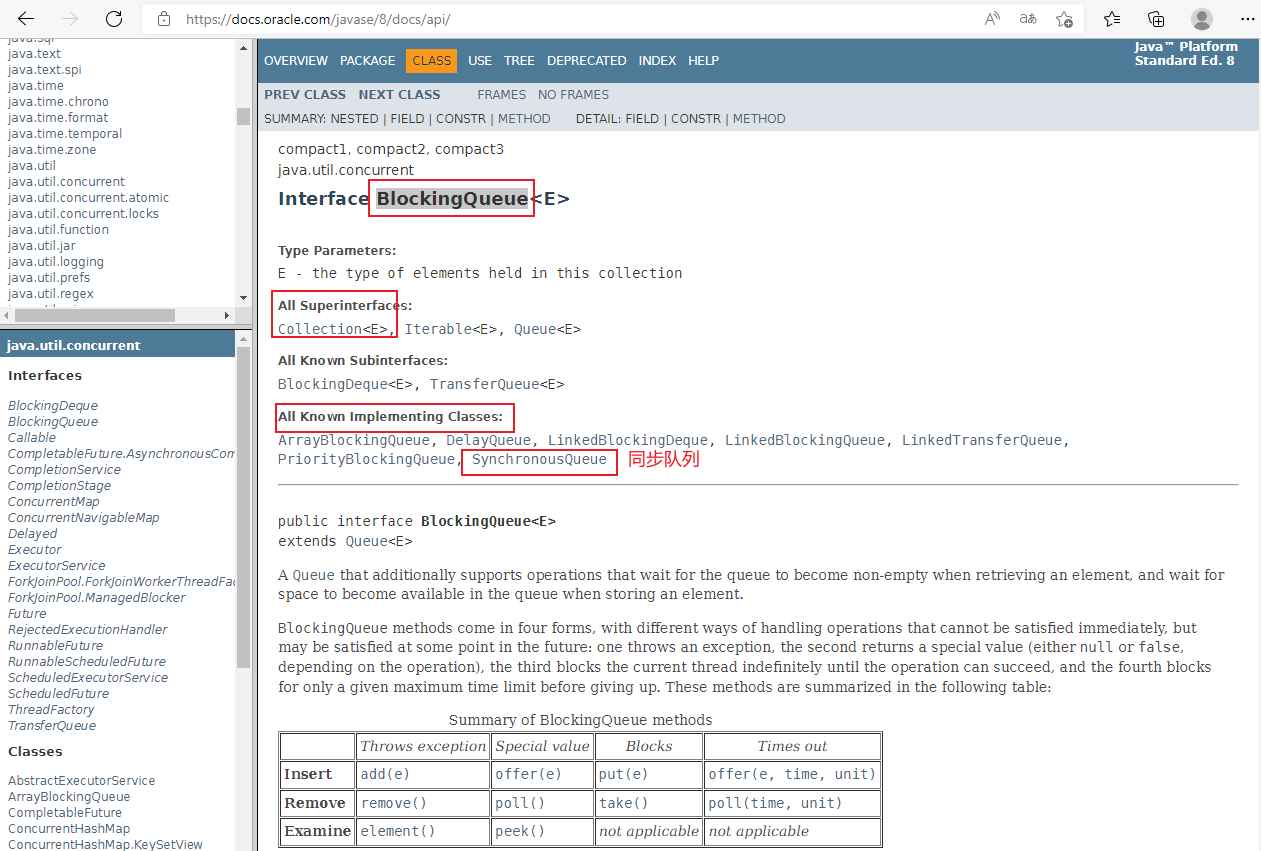 https://docs.oracle.com/javase/8/docs/api/
java.sql
java.text
java.text.spi
java.time
java.time.chrono
java.time.format
java.time.temporal
java.time.zone
java.util
java.util.concurrent
java.util.concurrent.atomic
java.util.concurrent.locks
java.util.function
java.util.jar
java.util.logging
java.util.prefs
java.util.regex
java.util.concurrent
Interfaces
BlockingDeque
BlockingQueue
Callable
CompletableFuture.AsynchronousCom
CompletionService
CompletionStage
ConcurrentMap
ConcurrentNavigableMap
Delayed
Executor
ExecutorService
ForkJoinPool.ForkJoinWorkerThreadFac
ForkJoinPool.ManagedBlocker
Future
RejectedExecutionHandler
RunnableFuture
RunnableScheduledFuture
ScheduledExecutorService
ScheduledFuture
ThreadFactory
TransferQueue
Classes
AbstractExecutorService
ArrayBlockingQueue
CompletableFuture
ConcurrentHashMap
ConcurrentHashMap.KeySetView
OVERVIEW PACKAGE CLASS USE TREE DEPRECATED INDEX HELP
Java™ Platform
Standard Ed. 8
PREV CLASS NEXT CLASS FRAMES NO FRAMES
SUMMARY: NESTED | FIELD | CONSTR | METHOD DETAIL: FIELD | CONSTR | METHOD
compact1, compact2, compact3
java.util.concurrent
Interface BlockingQueue<E>
Type Parameters:
E - the type of elements held in this collection
All Superinterfaces:
Collection<E>, Iterable<E>, Queue<E>
All Known Subinterfaces:
BlockingDeque<E>, TransferQueue<E>
All Known Implementing Classes:
ArrayBlockingQueue, DelayQueue, LinkedBlockingDeque, LinkedBlockingQueue, LinkedTransferQueue,
PriorityBlockingQueue, SynchronousQueue 同步队列
public interface BlockingQueue<E>
extends Queue<E>
A Queue that additionally supports operations that wait for the queue to become non-empty when retrieving an element, and wait for
space to become available in the queue when storing an element.
BlockingQueue methods come in four forms, with different ways of handling operations that cannot be satisfied immediately, but
may be satisfied at some point in the future: one throws an exception, the second returns a special value (either null or false,
depending on the operation), the third blocks the current thread indefinitely until the operation can succeed, and the fourth blocks
for only a given maximum time limit before giving up. These methods are summarized in the following table:
Summary of BlockingQueue methods
Throws exception Special value Blocks Times out
Insert add(e) offer(e) put(e) offer(e, time, unit)
Remove remove() poll() take() poll(time, unit)
Examine element() peek() not applicable not applicable